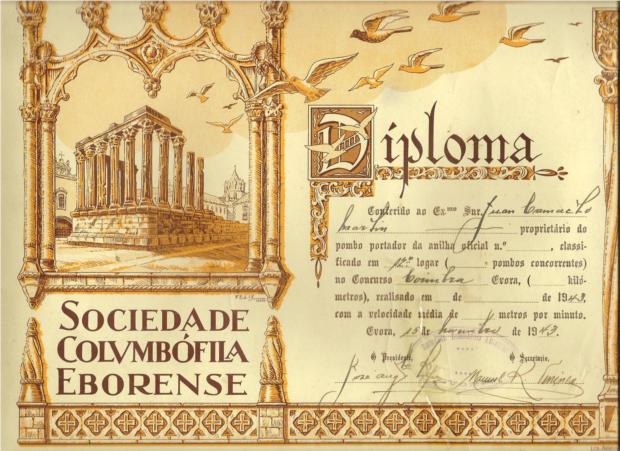 Diploma
Conferido ao Ex.mo Snr. Juan Camacho
Martin proprietário do
pombo portador da anilha oficial n.º , classi-
ficado em 12º logar ( pombos concorrentes)
no Concurso Coimbra Evora, ( kiló-
metros), realisado em de de 1943,
com a velocidade média de metros por minuto.
Evora, 15 de novembro de 1943.
O Presidente, O Secretario,
SOCIEDADE
COLVMBÓFILA
EBORENSE